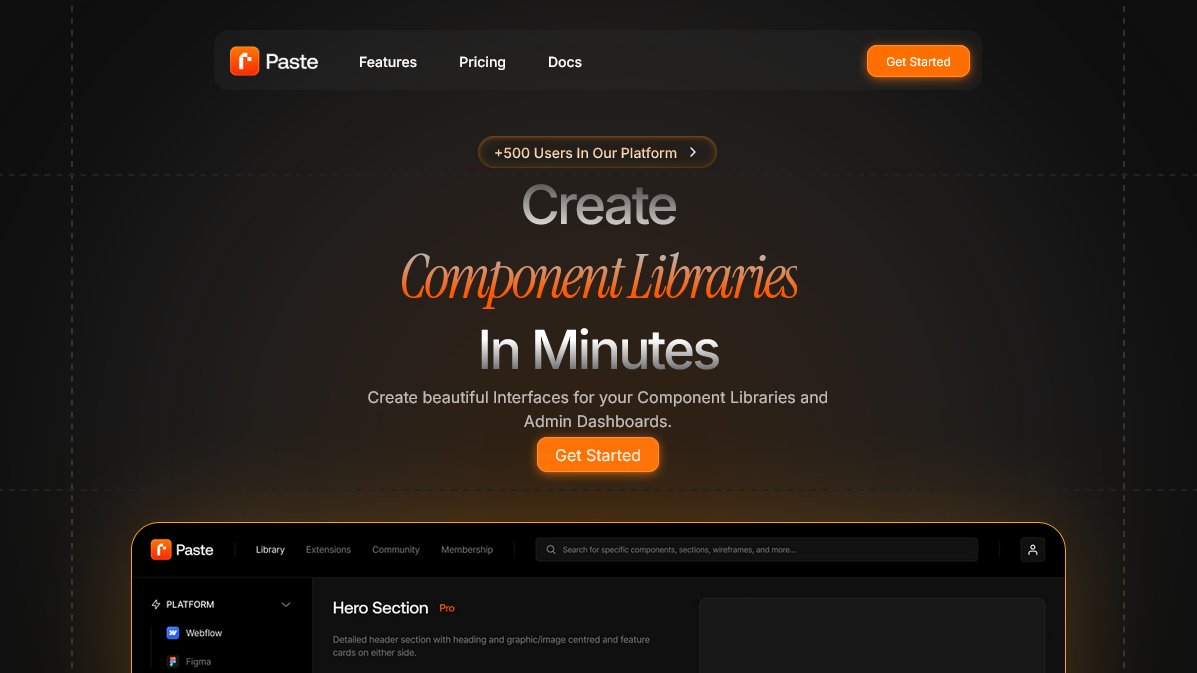 Paste Features Pricing Docs Get Started
+500 Users In Our Platform
Create
Component Libraries
In Minutes
Create beautiful Interfaces for your Component Libraries and
Admin Dashboards.
Get Started
Paste Library Extensions Community Membership Search for specific components, sections, wireframes, and more...
PLATFORM
Webflow
Figma
Hero Section Pro
Detailed header section with heading and graphic/image centred and feature
cards on either side.